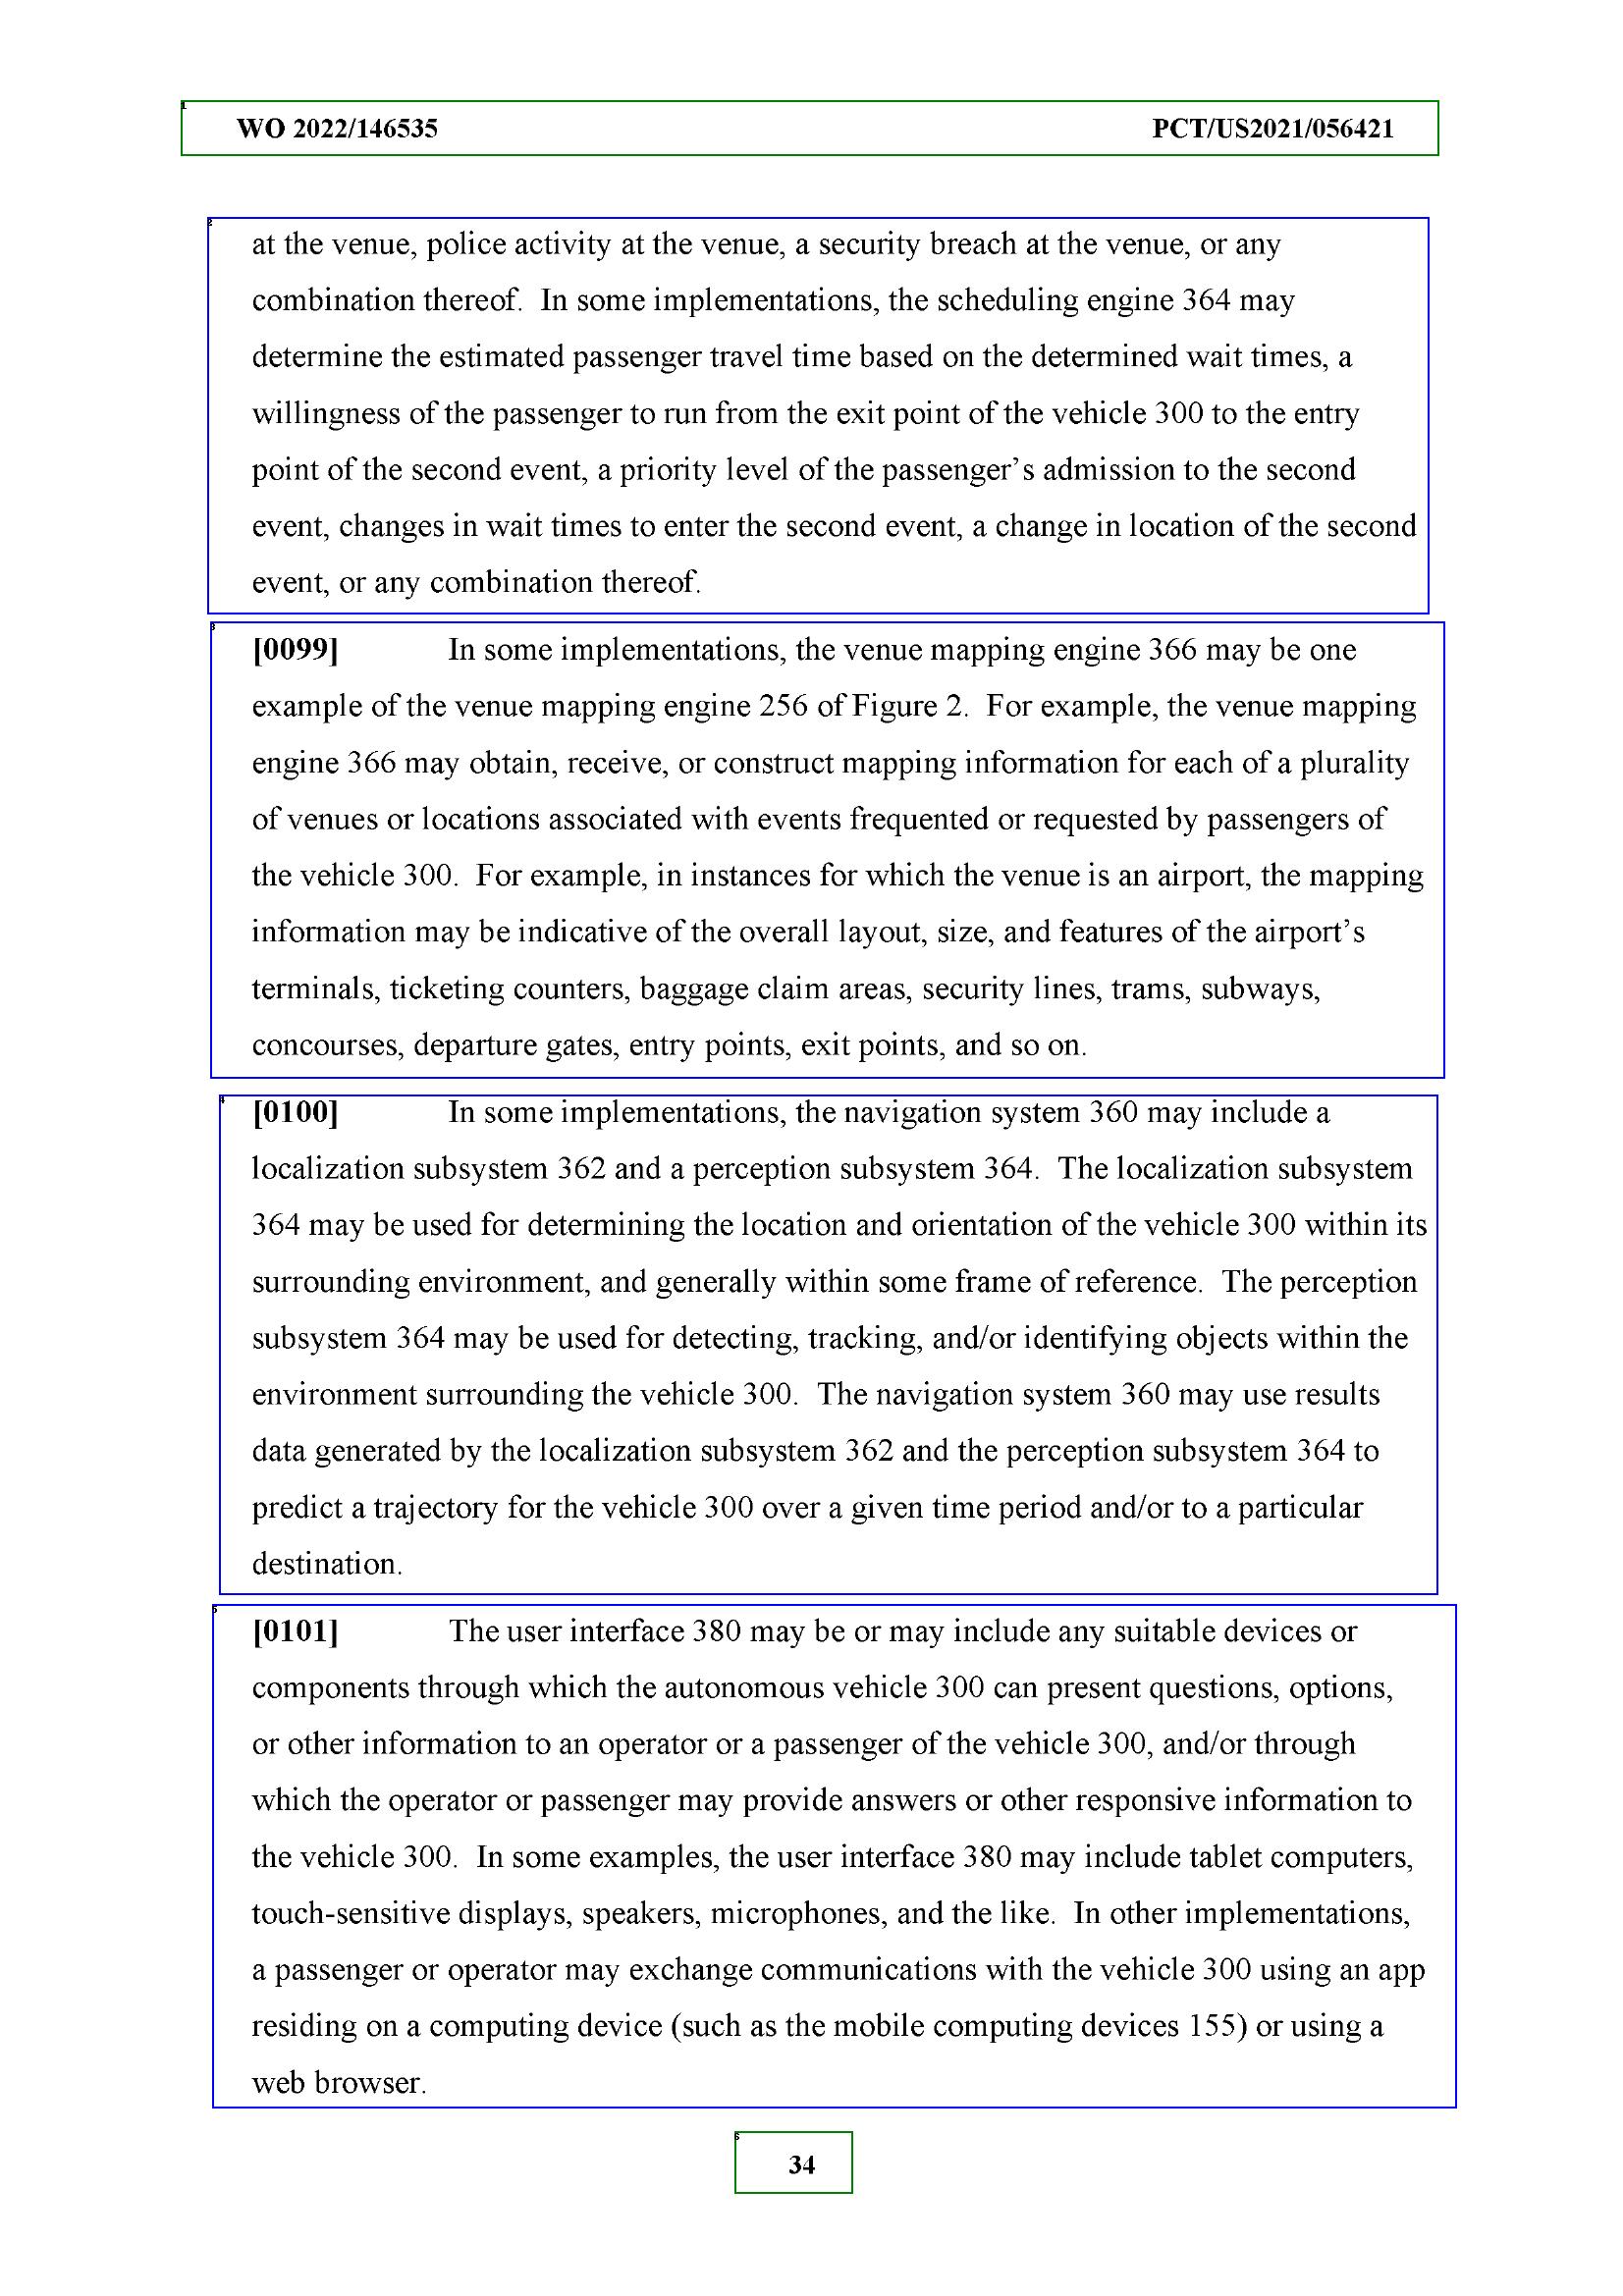 WO 2022/146535 PCT/US2021/056421
at the venue, police activity at the venue, a security breach at the venue, or any
combination thereof.  In some implementations, the scheduling engine 364 may
determine the estimated passenger travel time based on the determined wait times, a
willingness of the passenger to run from the exit point of the vehicle 300 to the entry
point of the second event, a priority level of the passenger’s admission to the second
event, changes in wait times to enter the second event, a change in location of the second
event, or any combination thereof.
[0099] In some implementations, the venue mapping engine 366 may be one
example of the venue mapping engine 256 of Figure 2.  For example, the venue mapping
engine 366 may obtain, receive, or construct mapping information for each of a plurality
of venues or locations associated with events frequented or requested by passengers of
the vehicle 300.  For example, in instances for which the venue is an airport, the mapping
information may be indicative of the overall layout, size, and features of the airport’s
terminals, ticketing counters, baggage claim areas, security lines, trams, subways,
concourses, departure gates, entry points, exit points, and so on.
[0100] In some implementations, the navigation system 360 may include a
localization subsystem 362 and a perception subsystem 364.  The localization subsystem
364 may be used for determining the location and orientation of the vehicle 300 within its
surrounding environment, and generally within some frame of reference.  The perception
subsystem 364 may be used for detecting, tracking, and/or identifying objects within the
environment surrounding the vehicle 300.  The navigation system 360 may use results
data generated by the localization subsystem 362 and the perception subsystem 364 to
predict a trajectory for the vehicle 300 over a given time period and/or to a particular
destination.
[0101] The user interface 380 may be or may include any suitable devices or
components through which the autonomous vehicle 300 can present questions, options,
or other information to an operator or a passenger of the vehicle 300, and/or through
which the operator or passenger may provide answers or other responsive information to
the vehicle 300.  In some examples, the user interface 380 may include tablet computers,
touch-sensitive displays, speakers, microphones, and the like.  In other implementations,
a passenger or operator may exchange communications with the vehicle 300 using an app
residing on a computing device (such as the mobile computing devices 155) or using a
web browser.
34